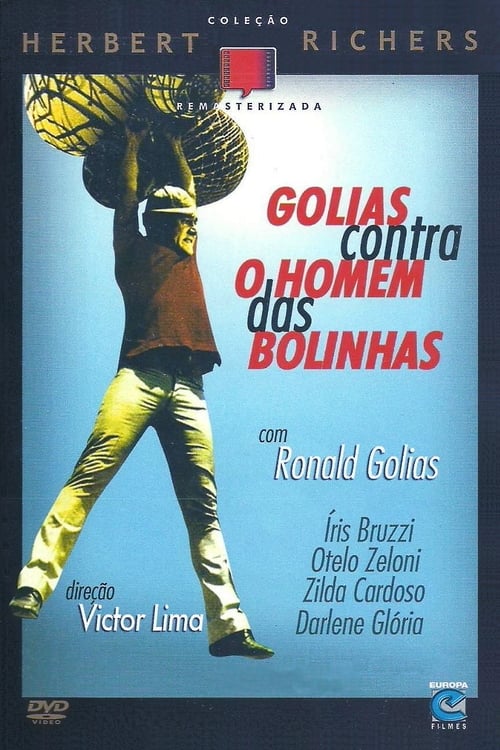 COLEÇÃO
HERBERT RICHERS
REMASTERIZADA
GOLIAS
contra
O HOMEM
das
BOLINHAS
com
Ronald Golias
Íris Bruzzi
Otelo Zeloni
Zilda Cardoso
Darlene Glória
direção
Victor Lima
DVD
VIDEO
EUROPA
FILMES